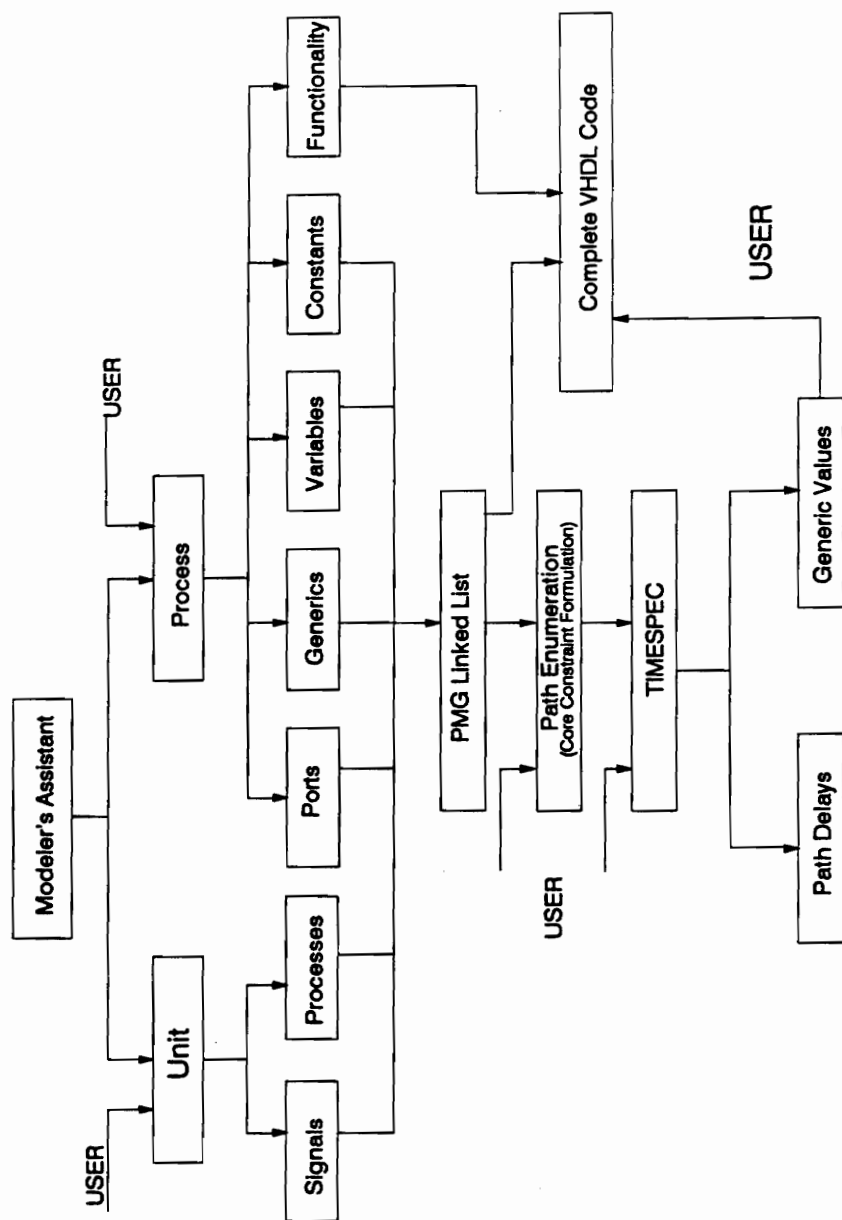 Modeler's Assistant
USER
USER
Unit
Process
Signals
Processes
Ports
Generics
Variables
Constants
Functionality
PMG Linked List
USER
Path Enumeration
(Core Constraint Formulation)
Complete VHDL Code
TIMESPEC
USER
Path Delays
Generic Values